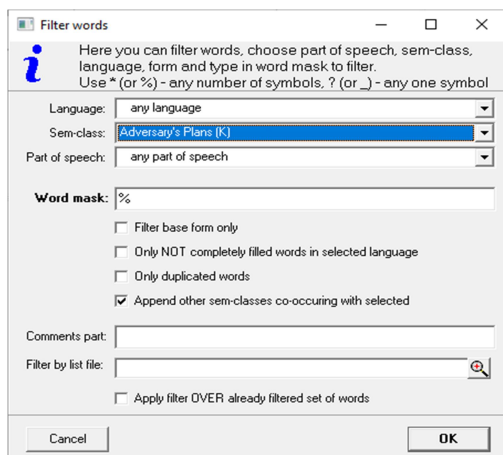 Filter words
Here you can filter words, choose part of speech, sem-class,
language, form and type in word mask to filter.
Use * (or %) - any number of symbols, ? (or _) - any one symbol
Language: any language
Sem-class: Adversary's Plans (K)
Part of speech: any part of speech
Word mask: %
Filter base form only
Only NOT completely filled words in selected language
Only duplicated words
Append other sem-classes co-occuring with selected
Comments part:
Filter by list file:
Apply filter OVER already filtered set of words
Cancel OK